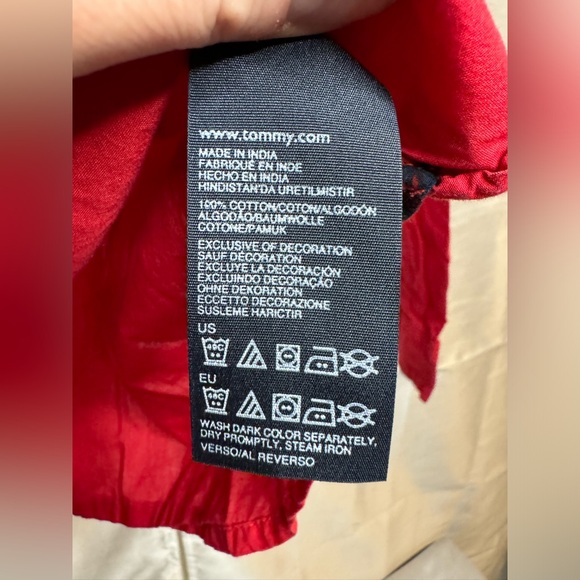 www.tommy.com
MADE IN INDIA
FABRIQUÉ EN INDE
HECHO EN INDIA
HINDISTAN'DA URETILMISTIR
100% COTTON/COTON/ALGODÓN
ALGODÃO/BAUMWOLLE
COTONE/PAMUK
EXCLUSIVE OF DECORATION
SAUF DÉCORATION
EXCLUYE LA DECORACIÓN
EXCLUINDO DECORAÇÃO
OHNE DEKORATION
ECCETTO DECORAZIONE
SUSLEME HARICTIR
US
EU
WASH DARK COLOR SEPARATELY,
DRY PROMPTLY, STEAM IRON
VERSO/AL REVERSO